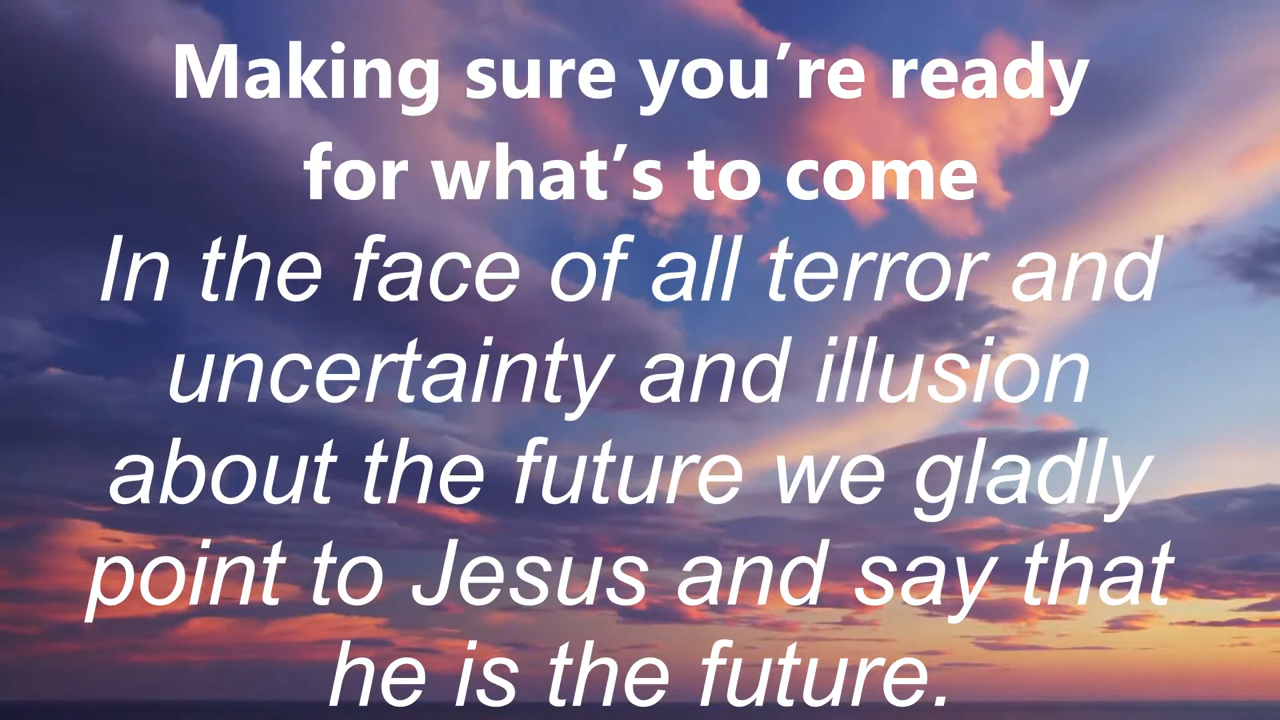 Making sure you’re ready
for what’s to come
In the face of all terror and
uncertainty and illusion
about the future we gladly
point to Jesus and say that
he is the future.